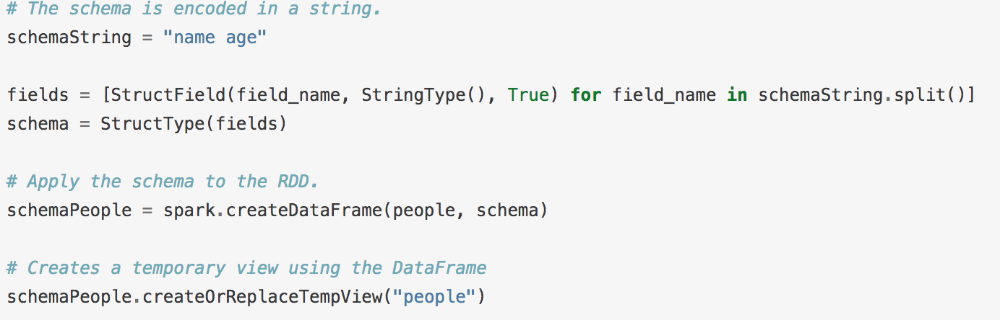 # The schema is encoded in a string.
schemaString = "name age"
fields = [StructField(field_name, StringType(), True) for field_name in schemaString.split()]
schema = StructType(fields)
# Apply the schema to the RDD.
schemaPeople = spark.createDataFrame(people, schema)
# Creates a temporary view using the DataFrame
schemaPeople.createOrReplaceTempView("people")